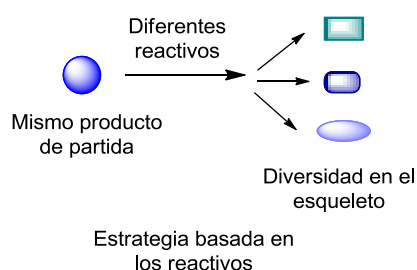 Diferentes
reactivos
Mismo producto
de partida
Diversidad en el
esqueleto
Estrategia basada en
los reactivos